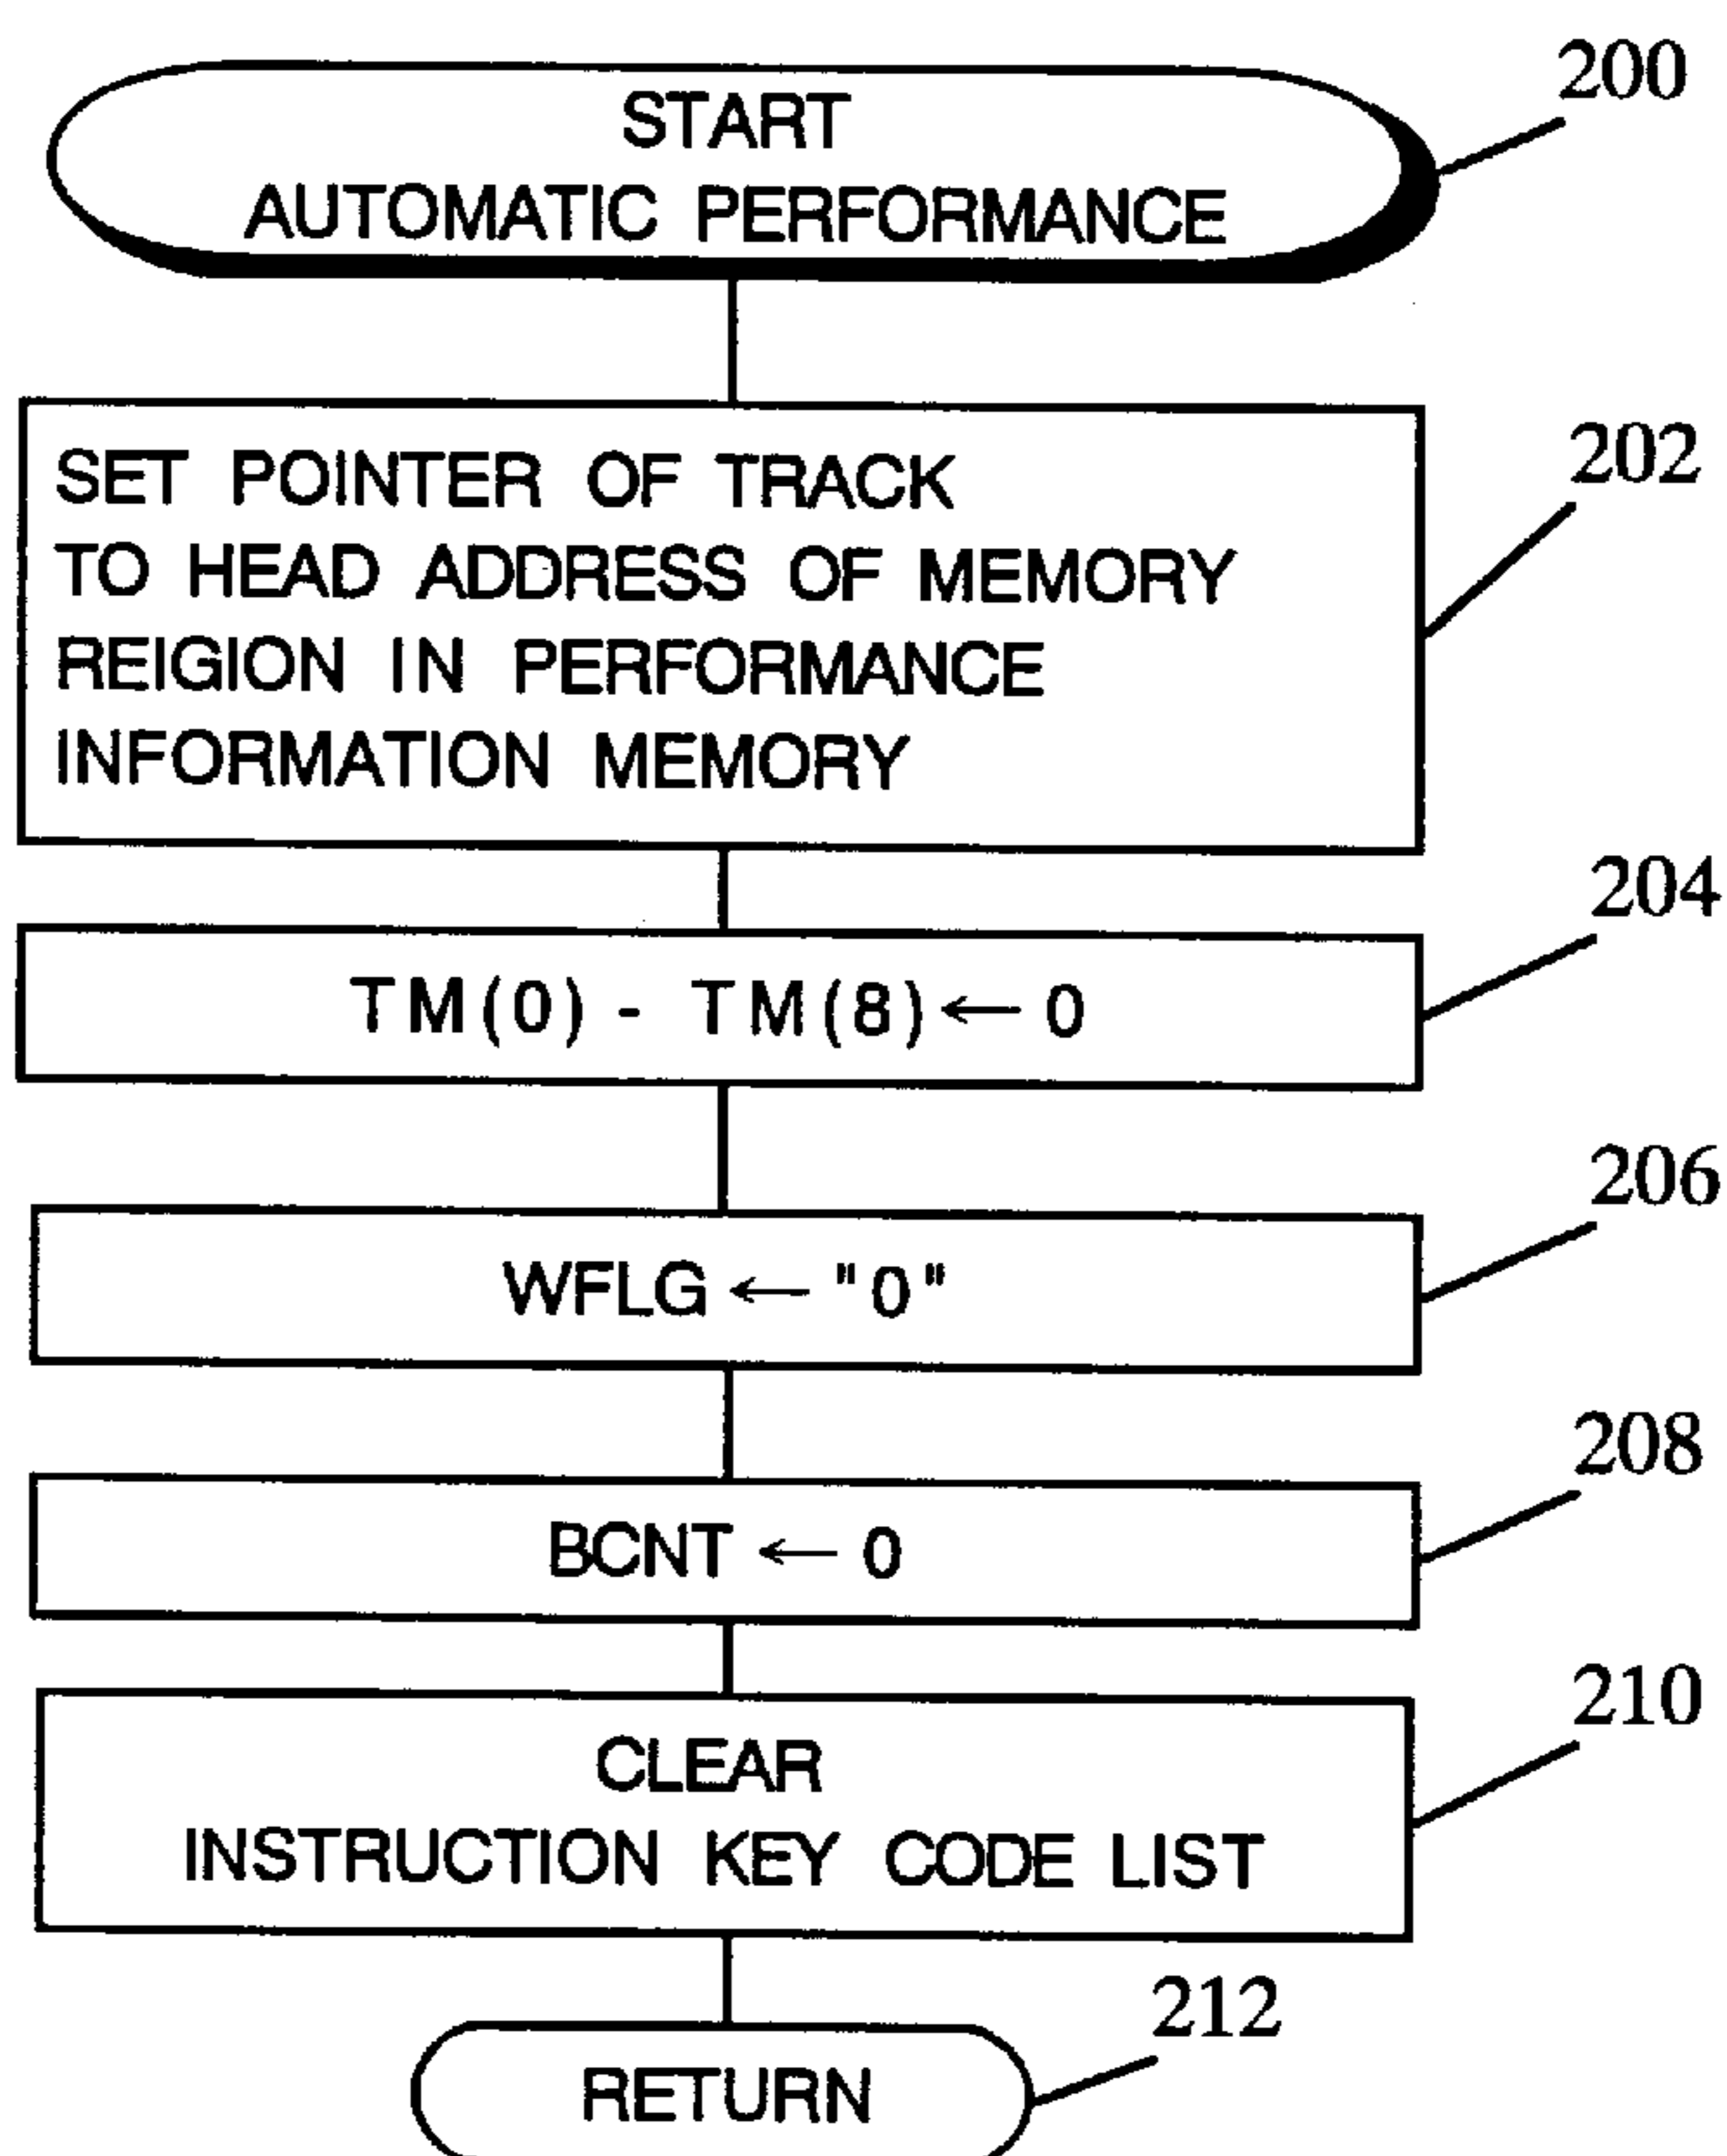 200
START
AUTOMATIC PERFORMANCE
202
SET POINTER OF TRACK
TO HEAD ADDRESS OF MEMORY
REIGION IN PERFORMANCE
INFORMATION MEMORY
204
TM(0) - TM(8) ← 0
206
WFLG ← "0"
208
BCNT ← 0
210
CLEAR
INSTRUCTION KEY CODE LIST
212
RETURN